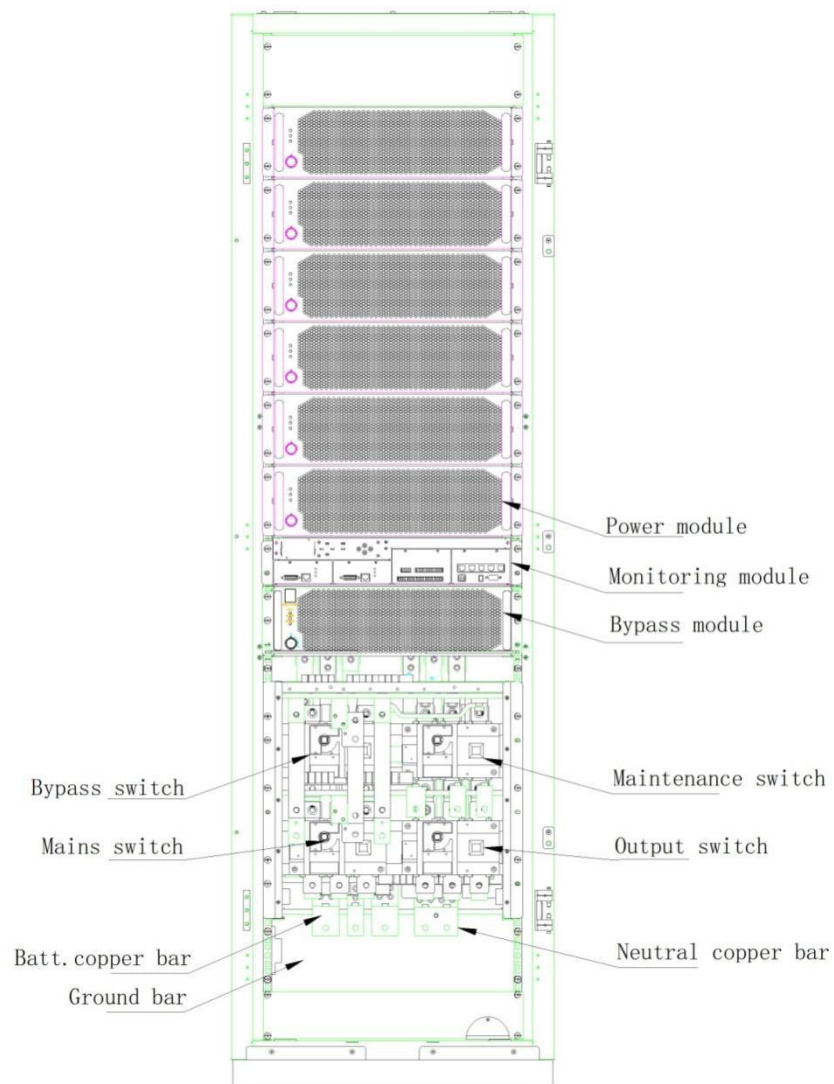 Power module
Monitoring module
Bypass module
Bypass switch
Maintenance switch
Mains switch
Output switch
Batt.copper bar
Neutral copper bar
Ground bar